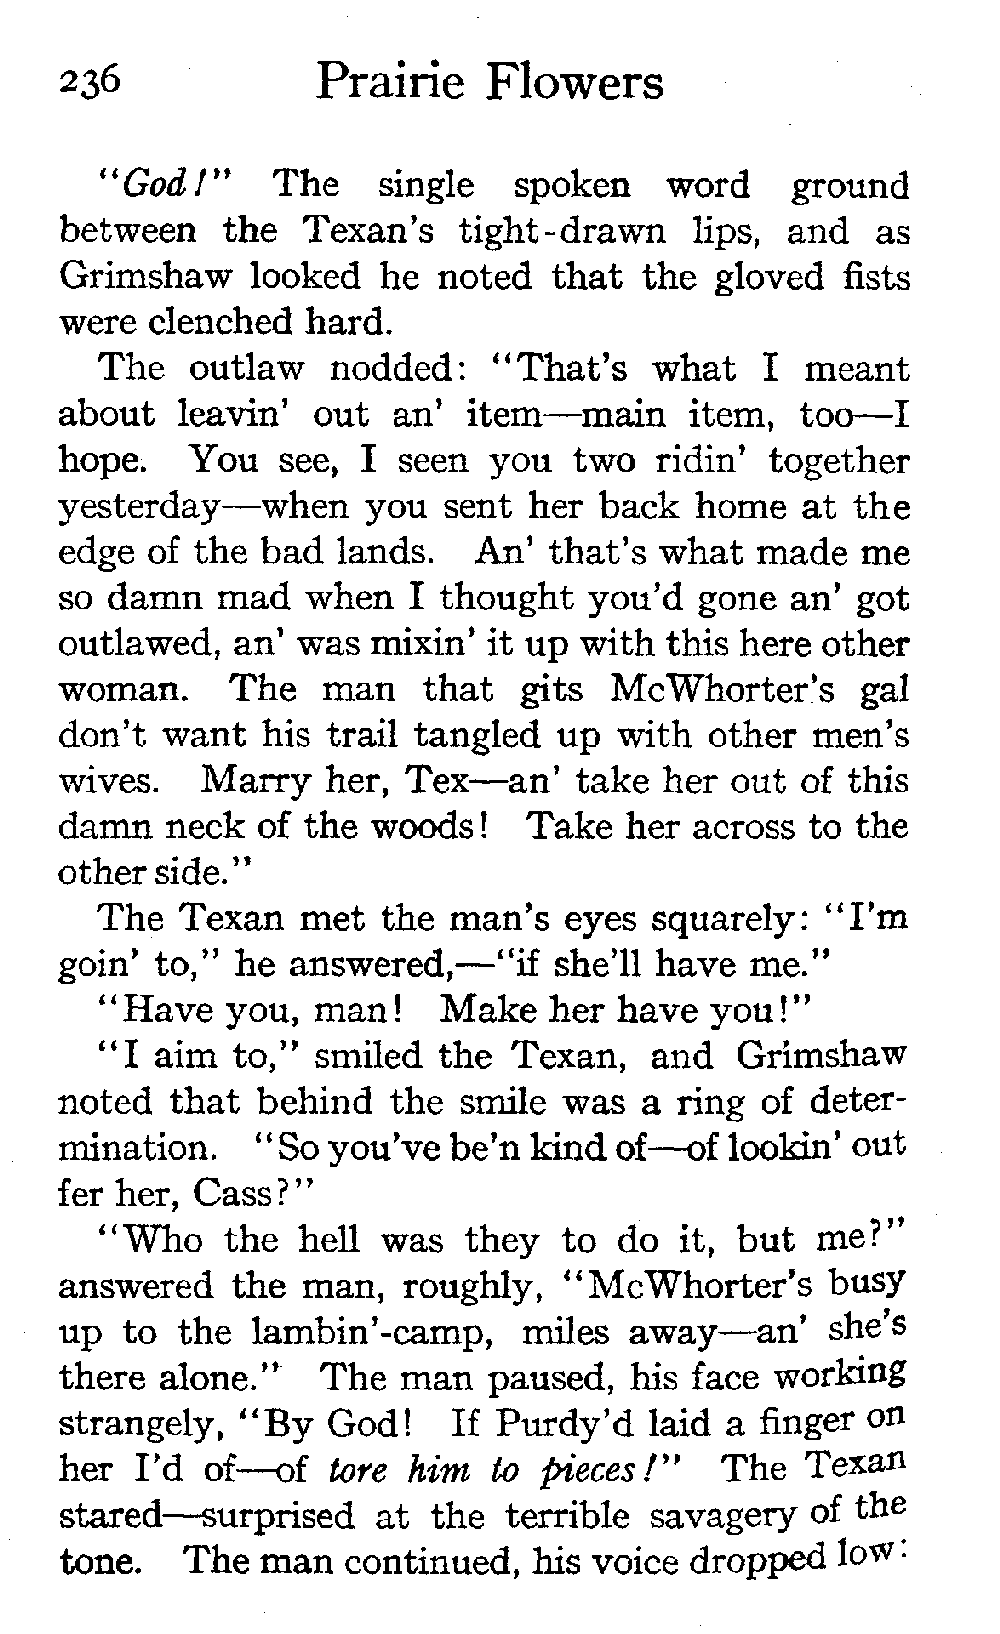 236 Prairie Flowers
"God!" The single spoken word ground
between the Texan's tight-drawn lips, and as
Grimshaw looked he noted that the gloved fists
were clenched hard.
The outlaw nodded: "That's what I meant
about leavin' out an' item—main item, too—I
hope. You see, I seen you two ridin' together
yesterday—when you sent her back home at the
edge of the bad lands. An' that's what made me
so damn mad when I thought you'd gone an' got
outlawed, an' was mixin' it up with this here other
woman. The man that gits McWhorter's gal
don't want his trail tangled up with other men's
wives. Marry her, Tex—an' take her out of this
damn neck of the woods! Take her across to the
other side."
The Texan met the man's eyes squarely: "I'm
goin' to," he answered,—"if she'll have me."
"Have you, man! Make her have you!"
"I aim to," smiled the Texan, and Grimshaw
noted that behind the smile was a ring of deter-
mination. "So you've be'n kind of—of lookin' out
fer her, Cass?"
"Who the hell was they to do it, but me?"
answered the man, roughly, "McWhorter's busy
up to the lambin'-camp, miles away—an' she's
there alone." The man paused, his face working
strangely, "By God! If Purdy'd laid a finger on
her I'd of—of tore him to pieces!" The Texan
stared—surprised at the terrible savagery of the
tone. The man continued, his voice dropped low: